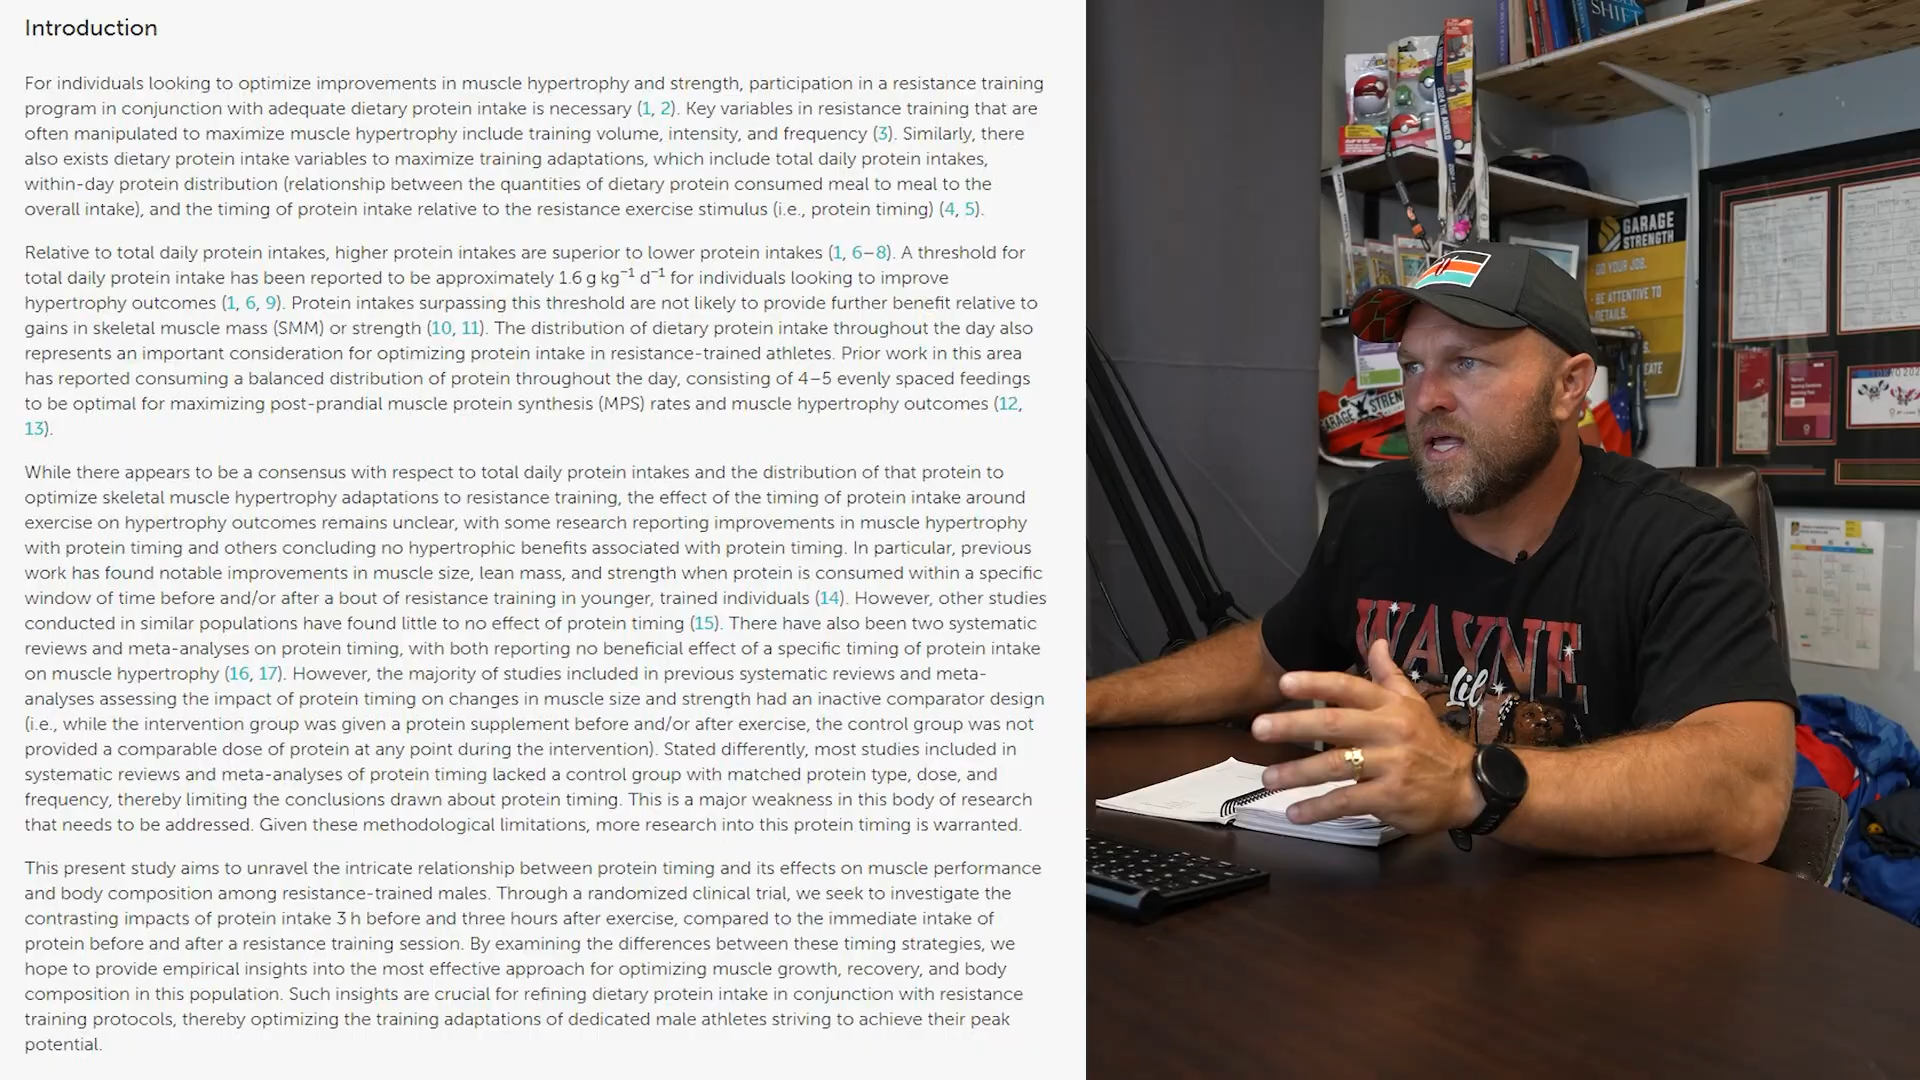 Introduction
For individuals looking to optimize improvements in muscle hypertrophy and strength, participation in a resistance training
program in conjunction with adequate dietary protein intake is necessary (1, 2). Key variables in resistance training that are
often manipulated to maximize muscle hypertrophy include training volume, intensity, and frequency (3). Similarly, there
also exists dietary protein intake variables to maximize training adaptations, which include total daily protein intakes,
within-day protein distribution (relationship between the quantities of dietary protein consumed meal to meal to the
overall intake), and the timing of protein intake relative to the resistance exercise stimulus (i.e., protein timing) (4, 5).
Relative to total daily protein intakes, higher protein intakes are superior to lower protein intakes (1, 6–8). A threshold for
total daily protein intake has been reported to be approximately 1.6 g kg⁻¹ d⁻¹ for individuals looking to improve
hypertrophy outcomes (1, 6, 9). Protein intakes surpassing this threshold are not likely to provide further benefit relative to
gains in skeletal muscle mass (SMM) or strength (10, 11). The distribution of dietary protein intake throughout the day also
represents an important consideration for optimizing protein intake in resistance-trained athletes. Prior work in this area
has reported consuming a balanced distribution of protein throughout the day, consisting of 4–5 evenly spaced feedings
to be optimal for maximizing post-prandial muscle protein synthesis (MPS) rates and muscle hypertrophy outcomes (12,
13).
While there appears to be a consensus with respect to total daily protein intakes and the distribution of that protein to
optimize skeletal muscle hypertrophy adaptations to resistance training, the effect of the timing of protein intake around
exercise on hypertrophy outcomes remains unclear, with some research reporting improvements in muscle hypertrophy
with protein timing and others concluding no hypertrophic benefits associated with protein timing. In particular, previous
work has found notable improvements in muscle size, lean mass, and strength when protein is consumed within a specific
window of time before and/or after a bout of resistance training in younger, trained individuals (14). However, other studies
conducted in similar populations have found little to no effect of protein timing (15). There have also been two systematic
reviews and meta-analyses on protein timing, with both reporting no beneficial effect of a specific timing of protein intake
on muscle hypertrophy (16, 17). However, the majority of studies included in previous systematic reviews and meta-
analyses assessing the impact of protein timing on changes in muscle size and strength had an inactive comparator design
(i.e., while the intervention group was given a protein supplement before and/or after exercise, the control group was not
provided a comparable dose of protein at any point during the intervention). Stated differently, most studies included in
systematic reviews and meta-analyses of protein timing lacked a control group with matched protein type, dose, and
frequency, thereby limiting the conclusions drawn about protein timing. This is a major weakness in this body of research
that needs to be addressed. Given these methodological limitations, more research into this protein timing is warranted.
This present study aims to unravel the intricate relationship between protein timing and its effects on muscle performance
and body composition among resistance-trained males. Through a randomized clinical trial, we seek to investigate the
contrasting impacts of protein intake 3 h before and three hours after exercise, compared to the immediate intake of
protein before and after a resistance training session. By examining the differences between these timing strategies, we
hope to provide empirical insights into the most effective approach for optimizing muscle growth, recovery, and body
composition in this population. Such insights are crucial for refining dietary protein intake in conjunction with resistance
training protocols, thereby optimizing the training adaptations of dedicated male athletes striving to achieve their peak
potential.
SHIFT
GARAGE
STRENGTH
DO YOUR JOB.
BE ATTENTIVE TO
DETAILS.
WAYNE
Lil